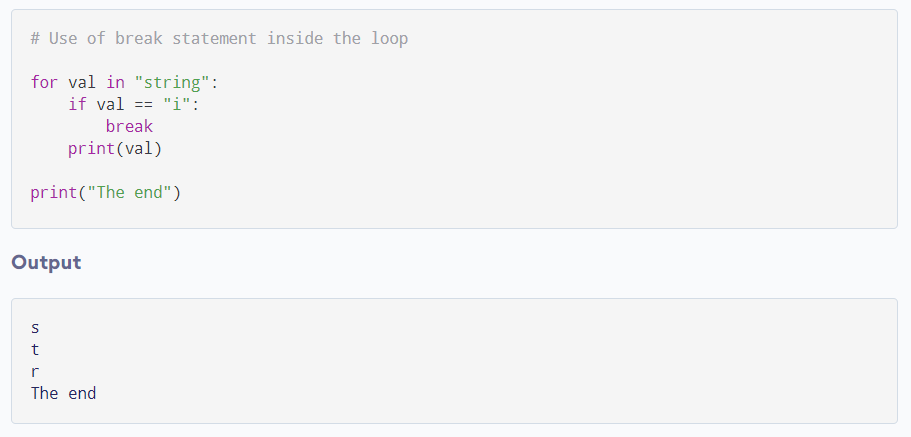 # Use of break statement inside the loop
for val in "string":
    if val == "i":
        break
    print(val)
print("The end")
Output
s
t
r
The end